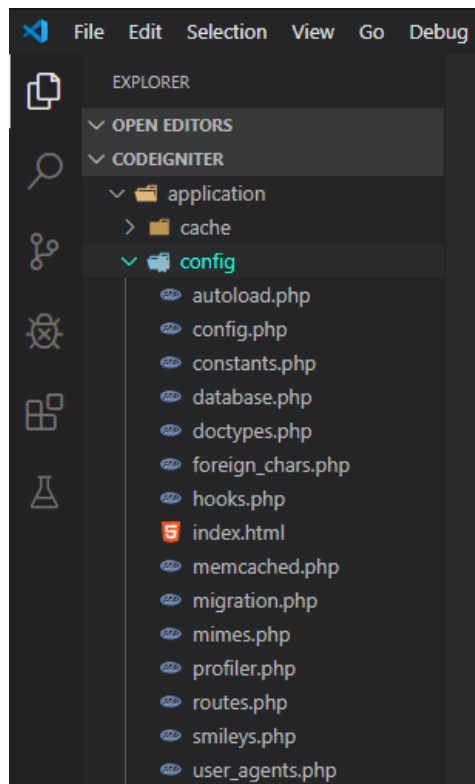 File Edit Selection View Go Debug
EXPLORER
OPEN EDITORS
CODEIGNITER
application
cache
config
autoload.php
config.php
constants.php
database.php
doctypes.php
foreign_chars.php
hooks.php
index.html
memcached.php
migration.php
mimes.php
profiler.php
routes.php
smileys.php
user_agents.php